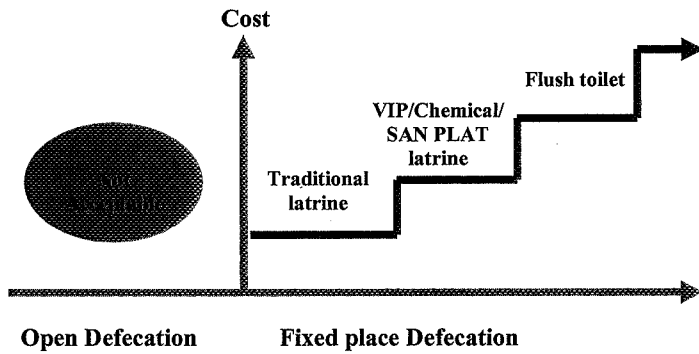 Cost
Flush toilet
VIP/Chemical/
SAN PLAT
latrine
Traditional
latrine
Open Defecation
Fixed place Defecation